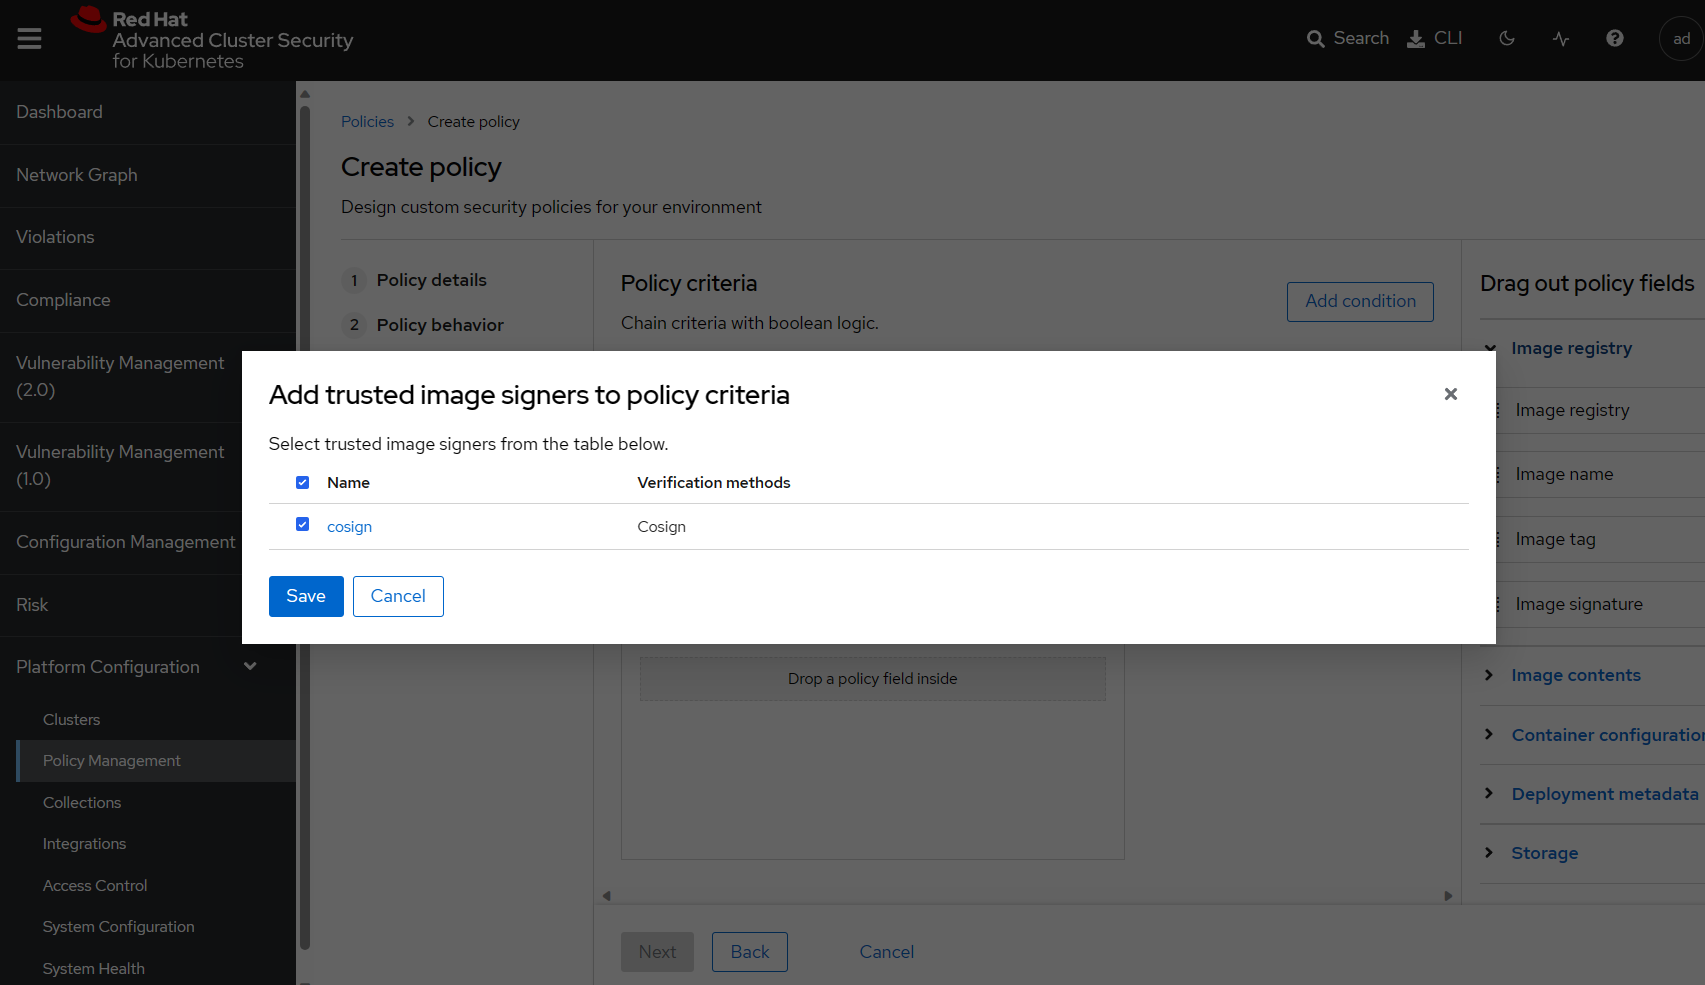 Red Hat
Advanced Cluster Security
for Kubernetes
Search
CLI
ad
Dashboard
Network Graph
Violations
Compliance
Vulnerability Management
(2.0)
Vulnerability Management
(1.0)
Configuration Management
Risk
Platform Configuration
Clusters
Policy Management
Collections
Integrations
Access Control
System Configuration
System Health
Policies
Create policy
Create policy
Design custom security policies for your environment
1 Policy details
2 Policy behavior
Policy criteria
Chain criteria with boolean logic.
Add condition
Add trusted image signers to policy criteria
Select trusted image signers from the table below.
Name Verification methods
cosign Cosign
Save Cancel
Drop a policy field inside
Next Back Cancel
Drag out policy fields
Image registry
Image registry
Image name
Image tag
Image signature
Image contents
Container configuration
Deployment metadata
Storage